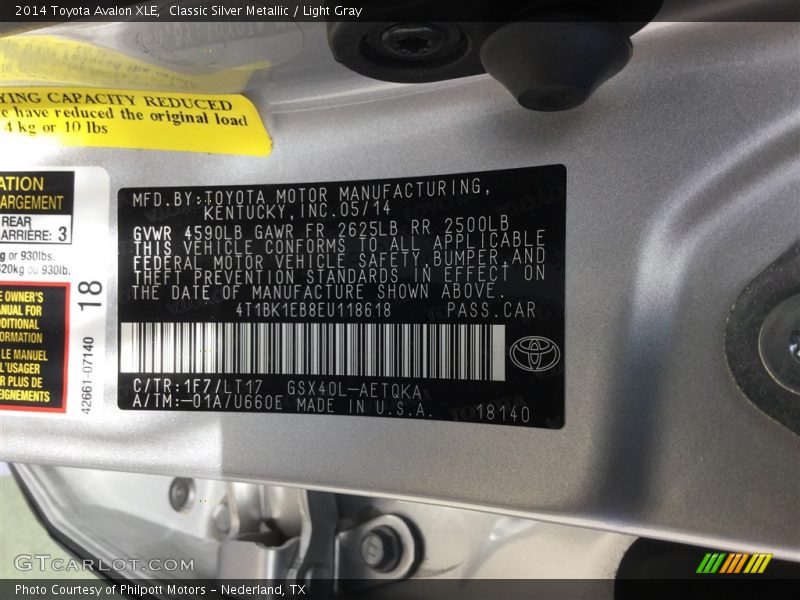 2014 Toyota Avalon XLE,  Classic Silver Metallic / Light Gray
YING CAPACITY REDUCED
e have reduced the original load
4 kg or 10 lbs
ATION
ARGEMENT
REAR
ARRIÈRE: 3
g or 930lbs.
420kg ou 930lb.
E OWNER'S
ANUAL FOR
DDITIONAL
ORMATION
LE MANUEL
L'USAGER
R PLUS DE
EIGNEMENTS
18
42661-07140
MFD.BY:TOYOTA MOTOR MANUFACTURING,
KENTUCKY,INC.05/14
GVWR 4590LB GAWR FR 2625LB RR 2500LB
THIS VEHICLE CONFORMS TO ALL APPLICABLE
FEDERAL MOTOR VEHICLE SAFETY,BUMPER,AND
THEFT PREVENTION STANDARDS IN EFFECT ON
THE DATE OF MANUFACTURE SHOWN ABOVE.
4T1BK1EB8EU118618 PASS.CAR
C/TR:1F7/LT17 GSX40L-AETQKA
A/TM:-01A/U660E MADE IN U.S.A. 18140
GTCARLOT.COM
Photo Courtesy of Philpott Motors - Nederland, TX